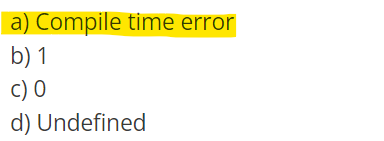 a) Compile time error
b) 1
c) 0
d) Undefined